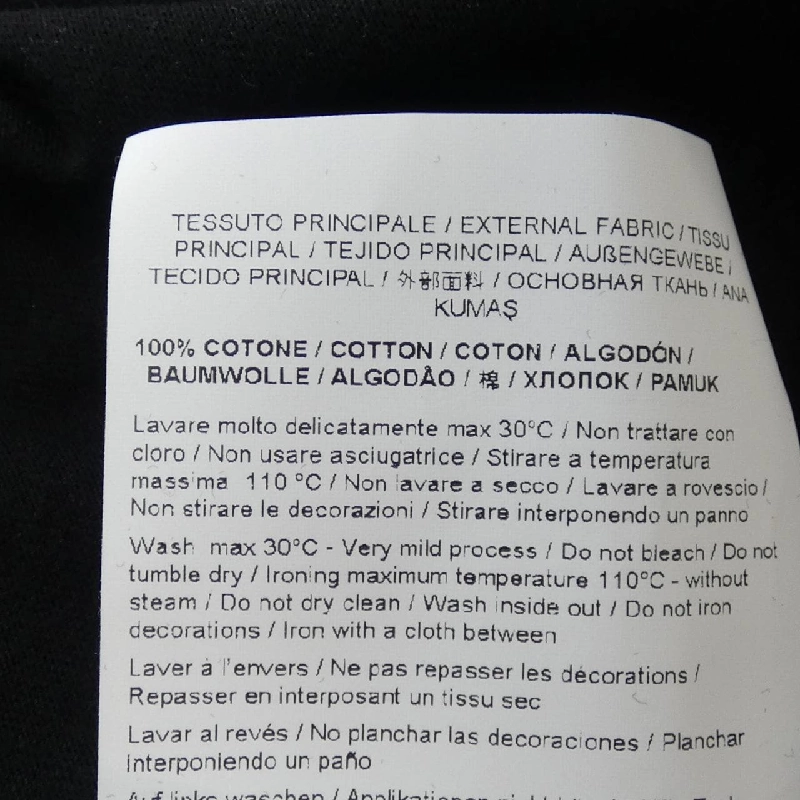 TESSUTO PRINCIPALE / EXTERNAL FABRIC / TISSU
PRINCIPAL / TEJIDO PRINCIPAL / AUßENGEWEBE /
TECIDO PRINCIPAL / 外部面料 / ОСНОВНАЯ ТКАНЬ / ANA
KUMAŞ
100% COTONE / COTTON / COTON / ALGODÓN /
BAUMWOLLE / ALGODÃO / 棉 / ХЛОПОК / PAMUK
Lavare molto delicatamente max 30°C / Non trattare con
cloro / Non usare asciugatrice / Stirare a temperatura
massima 110 °C / Non lavare a secco / Lavare a rovescio /
Non stirare le decorazioni / Stirare interponendo un panno
Wash max 30°C - Very mild process / Do not bleach / Do not
tumble dry / Ironing maximum temperature 110°C - without
steam / Do not dry clean / Wash inside out / Do not iron
decorations / Iron with a cloth between
Laver à l'envers / Ne pas repasser les décorations /
Repasser en interposant un tissu sec
Lavar al revés / No planchar las decoraciones / Planchar
interponiendo un paño
Auf links waschen / Applikationen